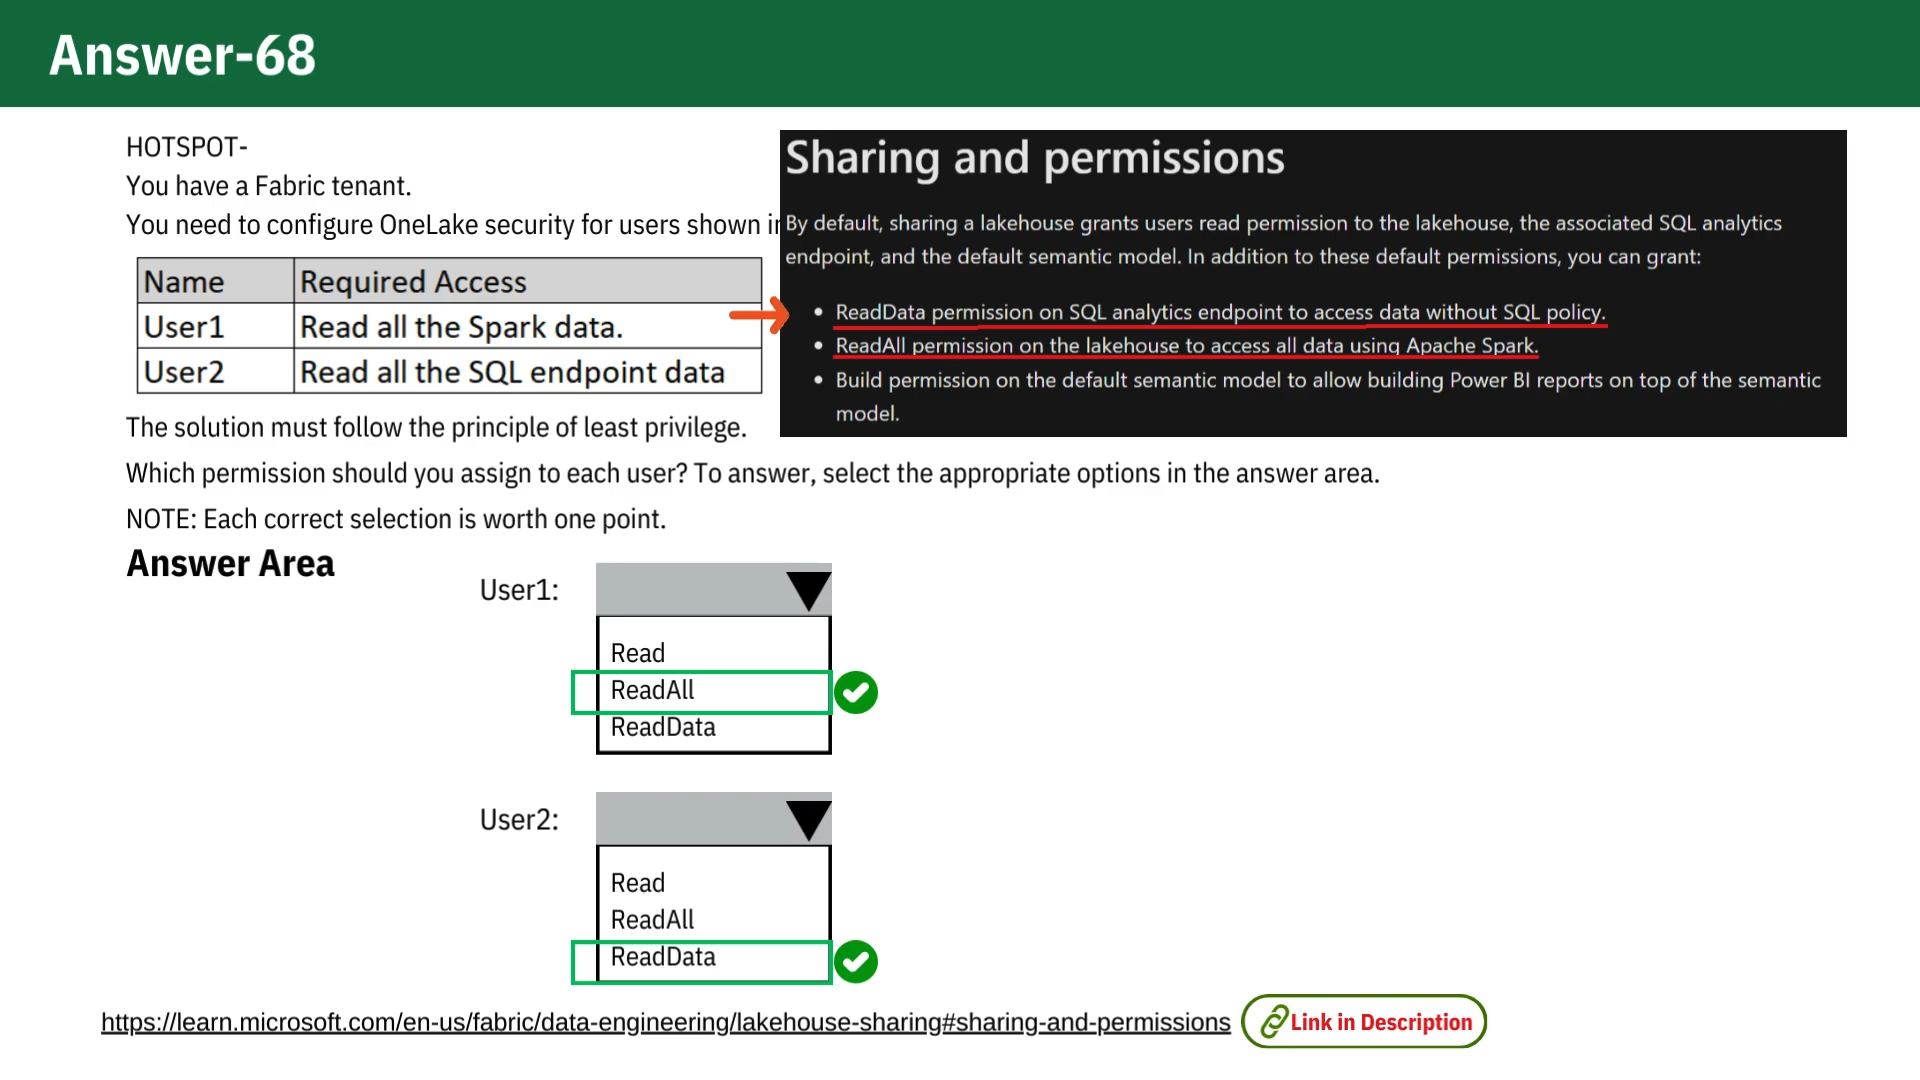 Answer-68
HOTSPOT-
You have a Fabric tenant.
You need to configure OneLake security for users shown in
Name Required Access
User1 Read all the Spark data.
User2 Read all the SQL endpoint data
The solution must follow the principle of least privilege.
Sharing and permissions
By default, sharing a lakehouse grants users read permission to the lakehouse, the associated SQL analytics
endpoint, and the default semantic model. In addition to these default permissions, you can grant:
• ReadData permission on SQL analytics endpoint to access data without SQL policy.
• ReadAll permission on the lakehouse to access all data using Apache Spark.
• Build permission on the default semantic model to allow building Power BI reports on top of the semantic
model.
Which permission should you assign to each user? To answer, select the appropriate options in the answer area.
NOTE: Each correct selection is worth one point.
Answer Area
User1:
Read
ReadAll
ReadData
User2:
Read
ReadAll
ReadData
https://learn.microsoft.com/en-us/fabric/data-engineering/lakehouse-sharing#sharing-and-permissions
Link in Description